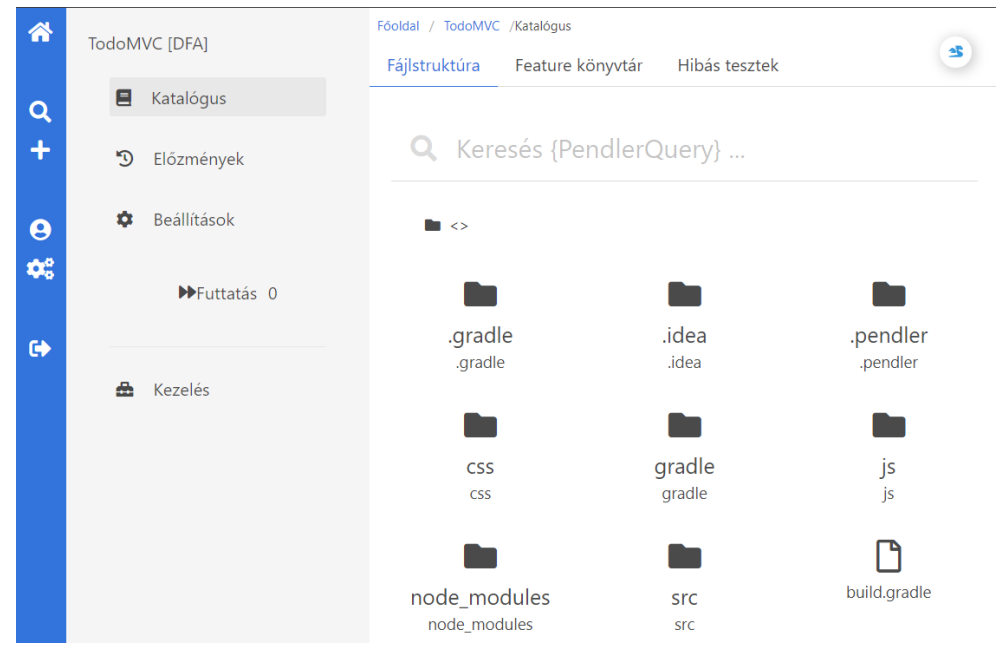 TodoMVC [DFA]
Katalógus
Előzmények
Beállítások
Futtatás 0
Kezelés
Főoldal / TodoMVC /Katalógus
Fájlstruktúra Feature könyvtár Hibás tesztek
Keresés {PendlerQuery} ...
<>
.gradle .idea .pendler
.gradle .idea .pendler
css gradle js
css gradle js
node_modules src build.gradle
node_modules src